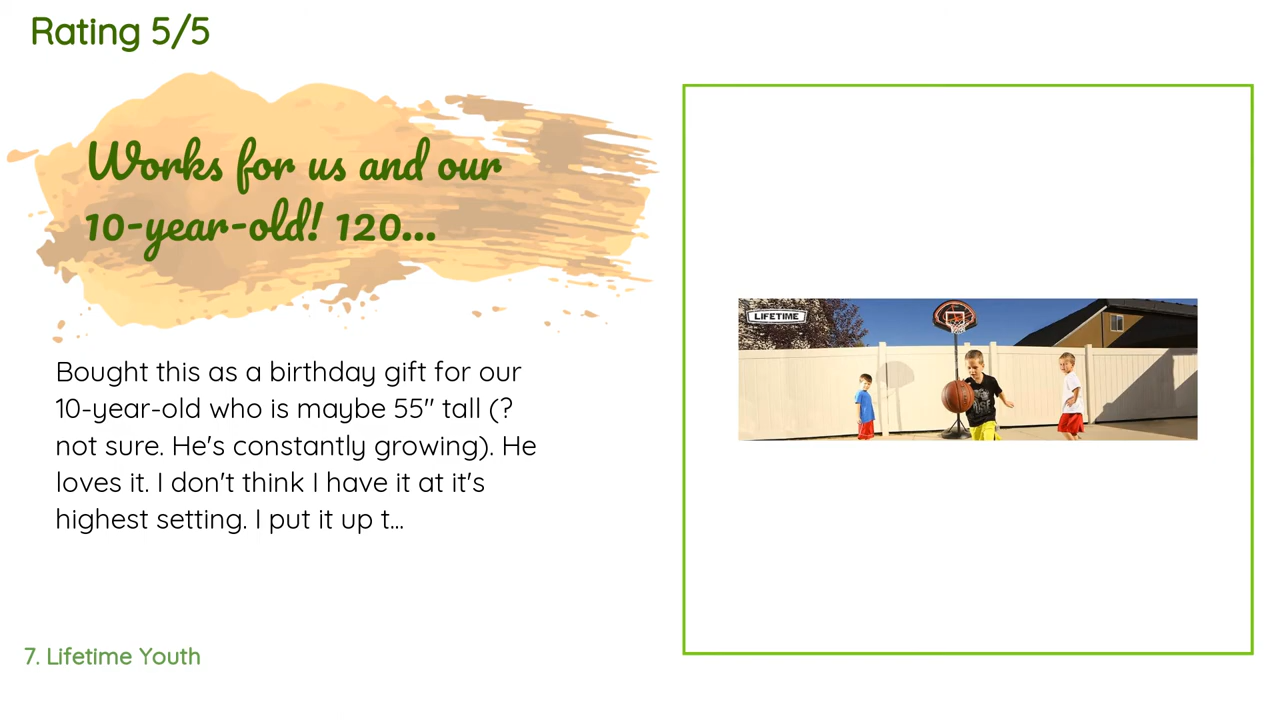 Rating 5/5
Works for us and our
10-year-old! 120...
Bought this as a birthday gift for our
10-year-old who is maybe 55" tall (?
not sure. He's constantly growing). He
loves it. I don't think I have it at it's
highest setting. I put it up t...
LIFETIME
7. Lifetime Youth